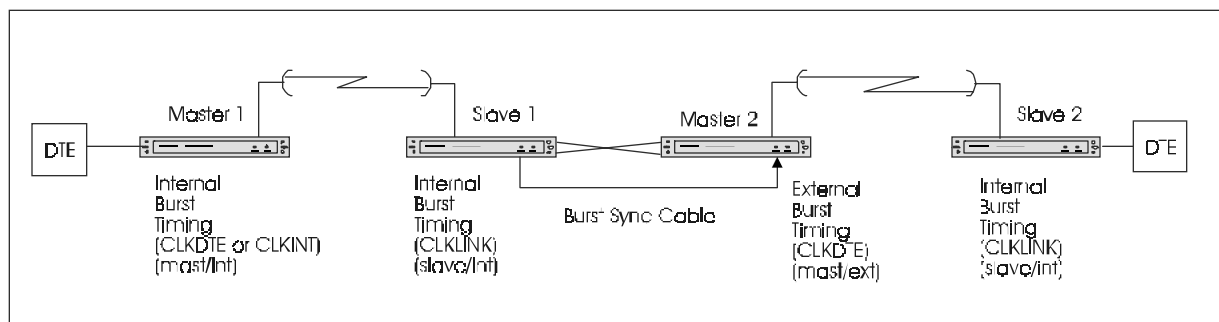 Master 1
Slave 1
Master 2
Slave 2
DTE
DTE
Internal
Burst
Timing
(CLKDTE or CLKINT)
(mast/int)
Internal
Burst
Timing
(CLKLINK)
(slave/int)
Burst Sync Cable
External
Burst
Timing
(CLKDTE)
(mast/ext)
Internal
Burst
Timing
(CLKLINK)
(slave/int)